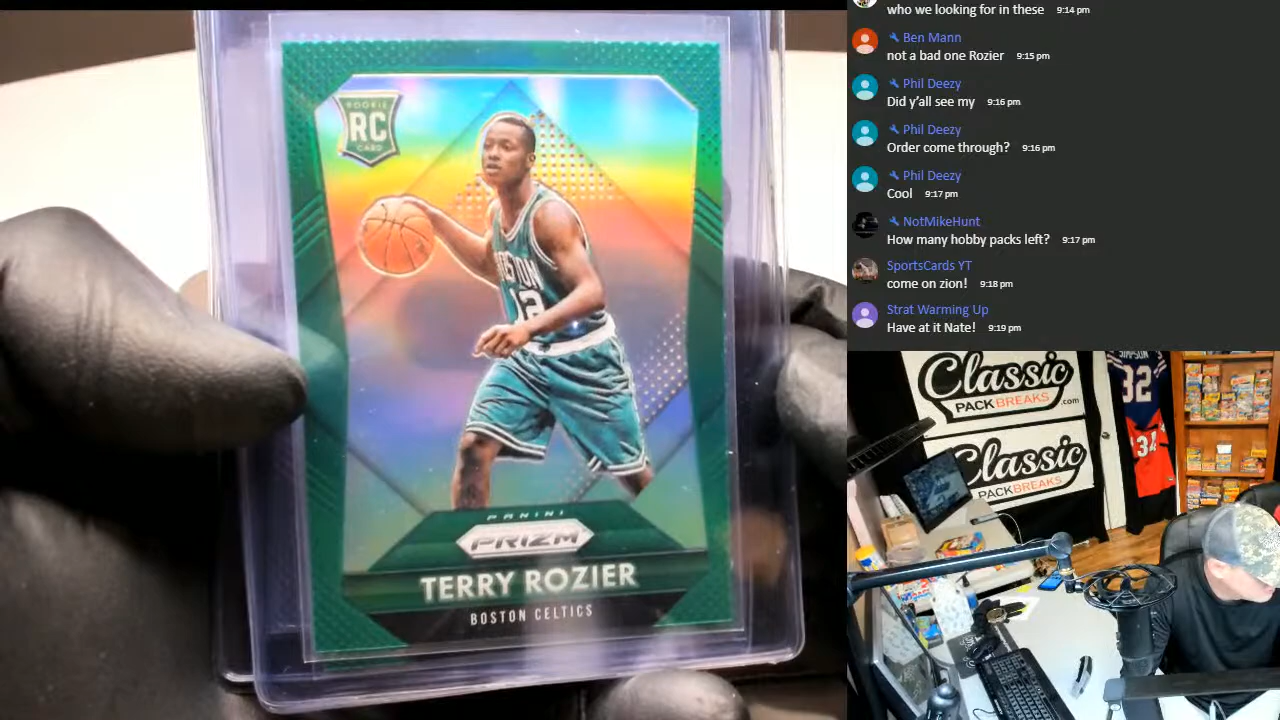 ROOKIE
RC
CARD
BOSTON
12
PANINI
PRIZM
TERRY ROZIER
BOSTON CELTICS
who we looking for in these 9:14 pm
Ben Mann
not a bad one Rozier 9:15 pm
Phil Deezy
Did y'all see my 9:16 pm
Phil Deezy
Order come through? 9:16 pm
Phil Deezy
Cool 9:17 pm
NotMikeHunt
How many hobby packs left? 9:17 pm
SportsCards YT
come on zion! 9:18 pm
Strat Warming Up
Have at it Nate! 9:19 pm
Classic
PACKBREAKS.com
Classic
PACKBREAKS
SIMPSON
32
34